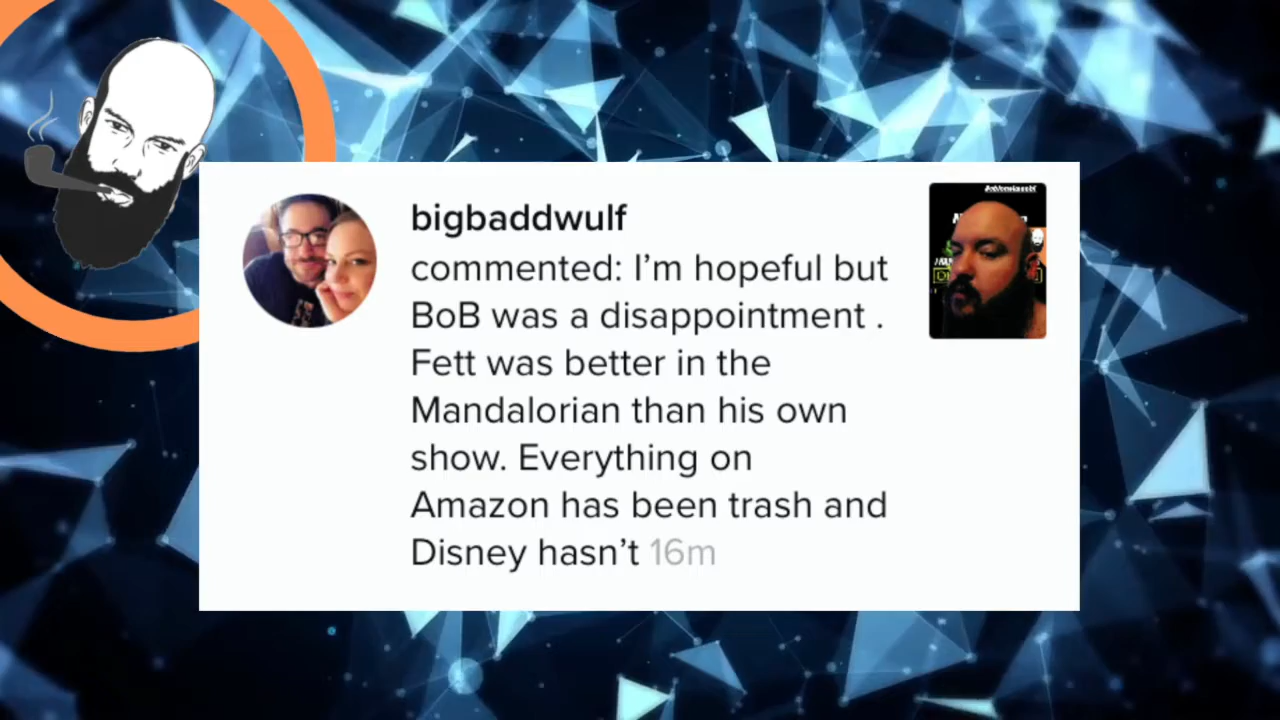 bigbaddwulf
commented: I’m hopeful but
BoB was a disappointment .
Fett was better in the
Mandalorian than his own
show. Everything on
Amazon has been trash and
Disney hasn’t 16m